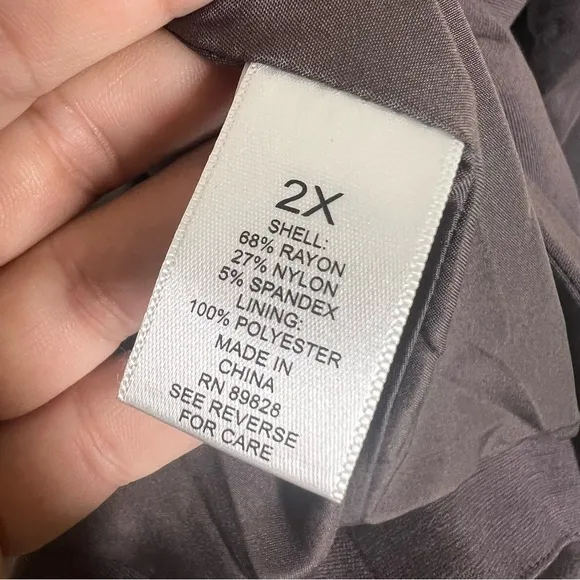 2X
SHELL:
68% RAYON
27% NYLON
5% SPANDEX
LINING:
100% POLYESTER
MADE IN
CHINA
RN 89828
SEE REVERSE
FOR CARE